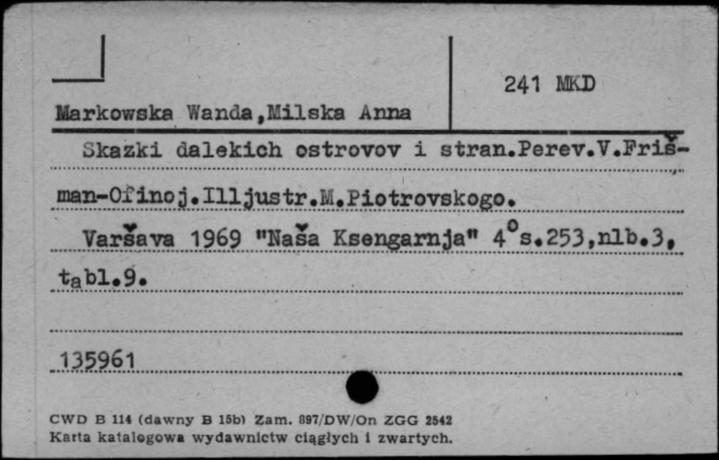 241 MKD
Markowska Wanda,Milska Anna
Skazki dalekich ostrovov i stran.Perev.V.Friš-
man-Ofinoj.Illjustr.M.Piotrovskogo.
Varšava 1969 "Naša Ksengarnja" 4° s.253,nlb.3,
tabl.9.
135961
CWD B 114 (dawny B 15b) Zam. 897/DW/On ZGG 2542
Karta katalogowa wydawnictw ciągłych i zwartych.